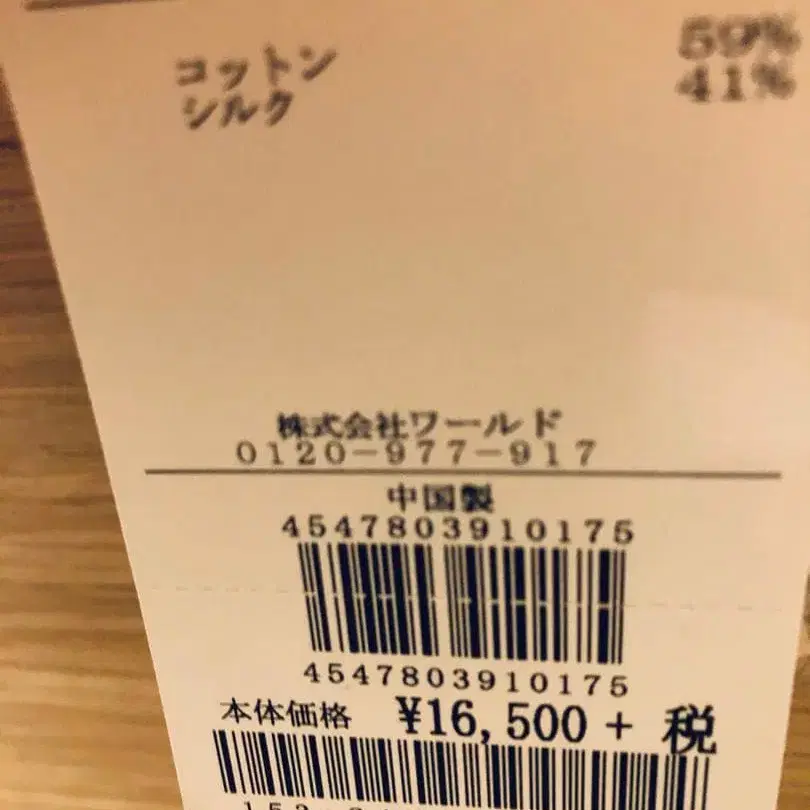 コットン 59%
シルク 41%
株式会社ワールド
0120-977-917
中国製
4547803910175
4547803910175
本体価格 ¥16,500 + 税